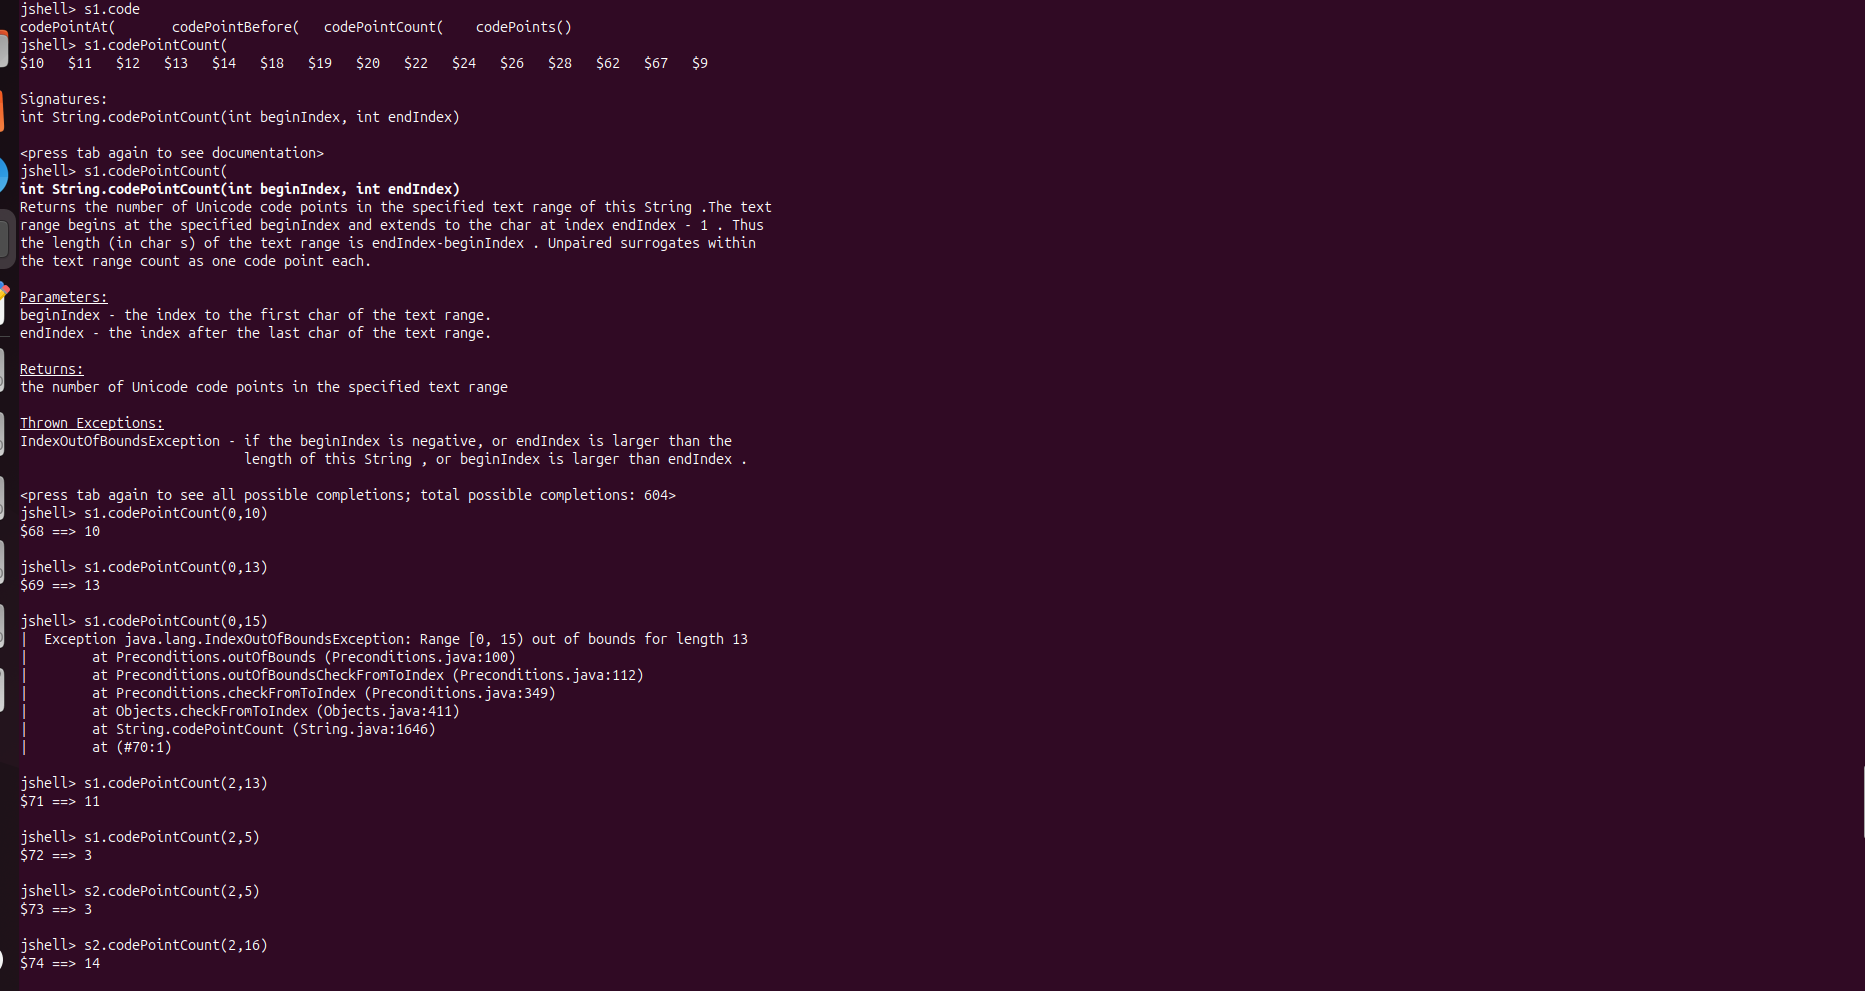 jshell> s1.code
codePointAt(       codePointBefore(   codePointCount(    codePoints()
jshell> s1.codePointCount(
$10   $11   $12   $13   $14   $18   $19   $20   $22   $24   $26   $28   $62   $67   $9
Signatures:
int String.codePointCount(int beginIndex, int endIndex)
<press tab again to see documentation>
jshell> s1.codePointCount(
int String.codePointCount(int beginIndex, int endIndex)
Returns the number of Unicode code points in the specified text range of this String .The text
range begins at the specified beginIndex and extends to the char at index endIndex - 1 . Thus
the length (in char s) of the text range is endIndex-beginIndex . Unpaired surrogates within
the text range count as one code point each.
Parameters:
beginIndex - the index to the first char of the text range.
endIndex - the index after the last char of the text range.
Returns:
the number of Unicode code points in the specified text range
Thrown Exceptions:
IndexOutOfBoundsException - if the beginIndex is negative, or endIndex is larger than the
                            length of this String , or beginIndex is larger than endIndex .
<press tab again to see all possible completions; total possible completions: 604>
jshell> s1.codePointCount(0,10)
$68 ==> 10
jshell> s1.codePointCount(0,13)
$69 ==> 13
jshell> s1.codePointCount(0,15)
|  Exception java.lang.IndexOutOfBoundsException: Range [0, 15) out of bounds for length 13
|        at Preconditions.outOfBounds (Preconditions.java:100)
|        at Preconditions.outOfBoundsCheckFromToIndex (Preconditions.java:112)
|        at Preconditions.checkFromToIndex (Preconditions.java:349)
|        at Objects.checkFromToIndex (Objects.java:411)
|        at String.codePointCount (String.java:1646)
|        at (#70:1)
jshell> s1.codePointCount(2,13)
$71 ==> 11
jshell> s1.codePointCount(2,5)
$72 ==> 3
jshell> s2.codePointCount(2,5)
$73 ==> 3
jshell> s2.codePointCount(2,16)
$74 ==> 14